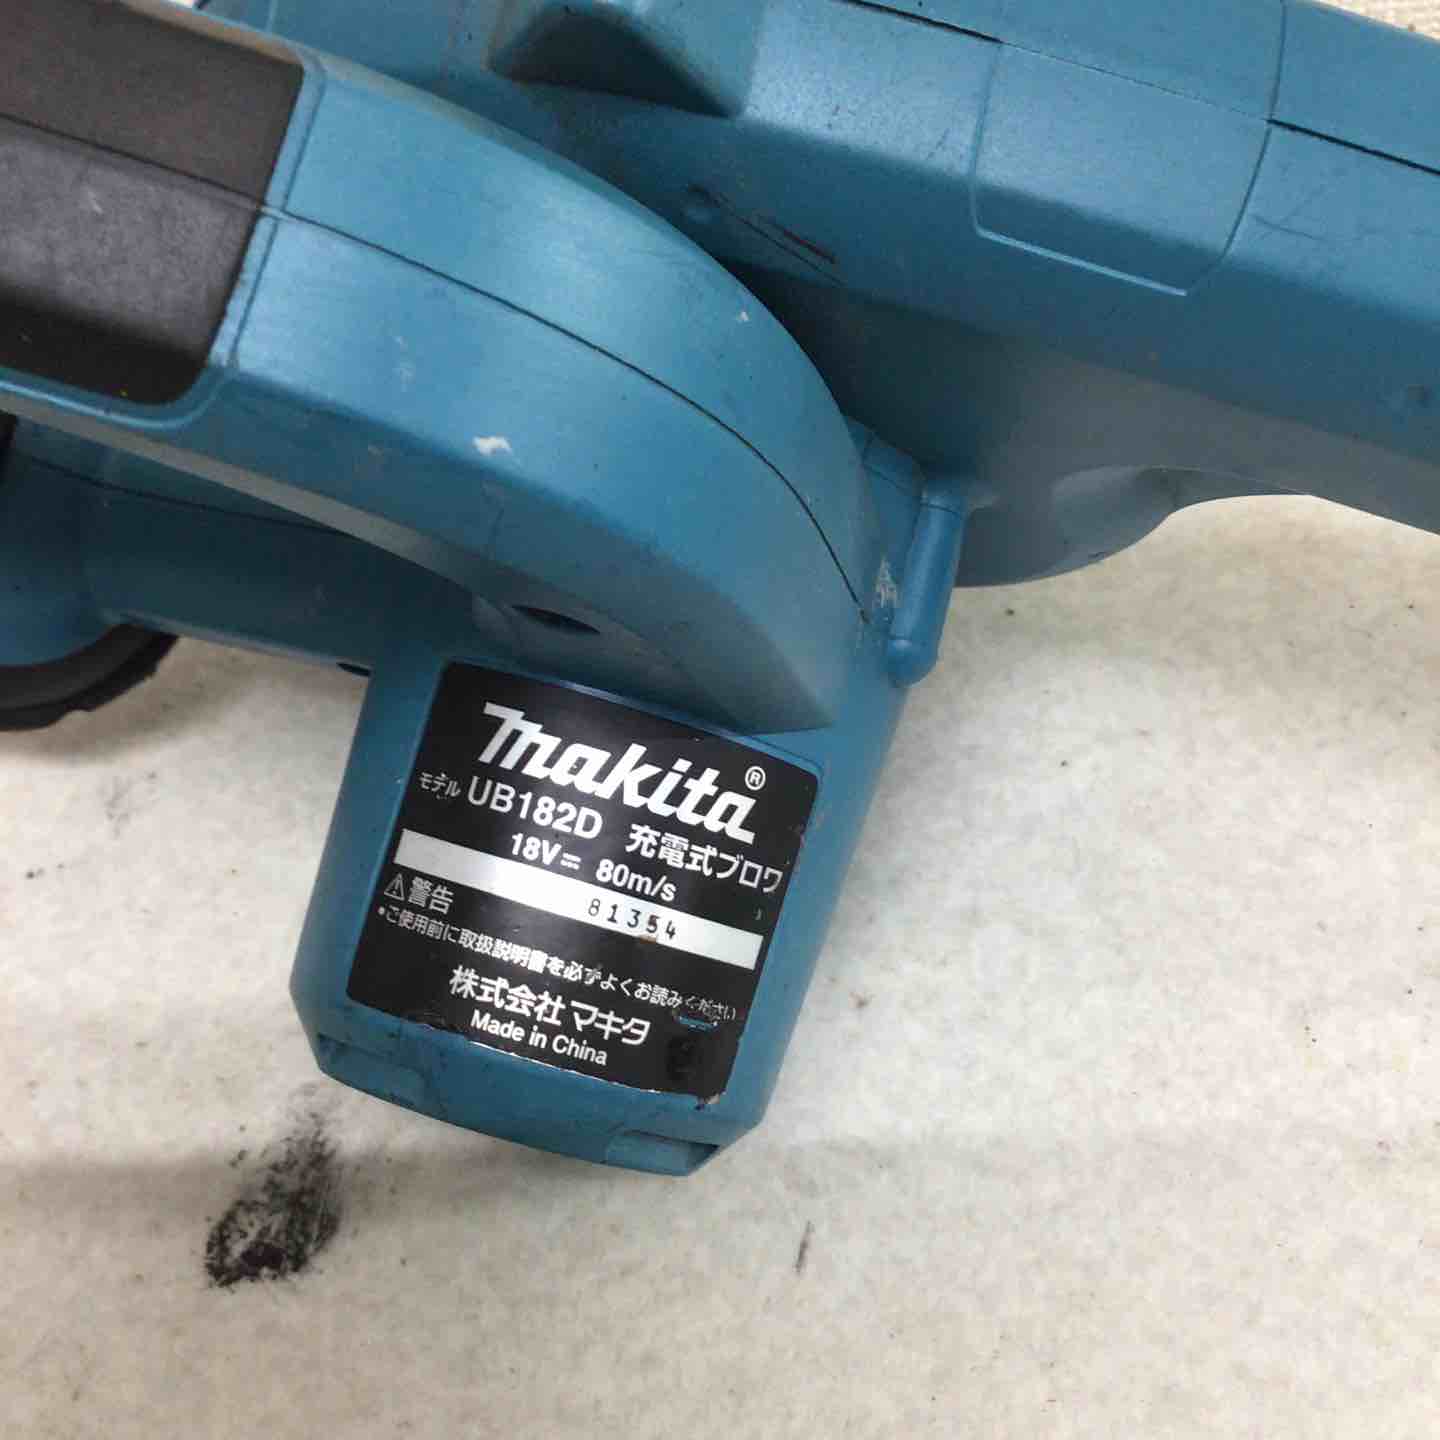 makita®
モデル UB182D 充電式ブロワ
18V⎓ 80m/s
81354
⚠警告
•ご使用前に取扱説明書を必ずよくお読みください
株式会社マキタ
Made in China